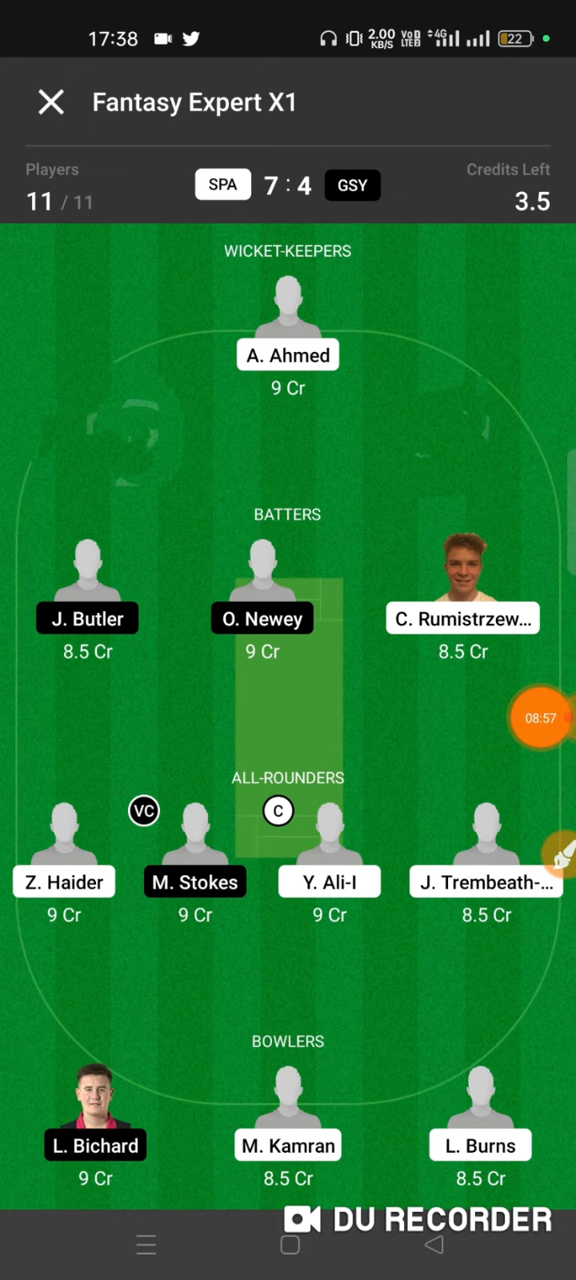 17:38 2.00 KB/S VoD LTE2 4G 22
Fantasy Expert X1
Players Credits Left
11 / 11 SPA 7 : 4 GSY 3.5
WICKET-KEEPERS
A. Ahmed
9 Cr
BATTERS
J. Butler O. Newey C. Rumistrzew...
8.5 Cr 9 Cr 8.5 Cr
08:57
ALL-ROUNDERS
VC C
Z. Haider M. Stokes Y. Ali-I J. Trembeath-...
9 Cr 9 Cr 9 Cr 8.5 Cr
BOWLERS
L. Bichard M. Kamran L. Burns
9 Cr 8.5 Cr 8.5 Cr
DU RECORDER